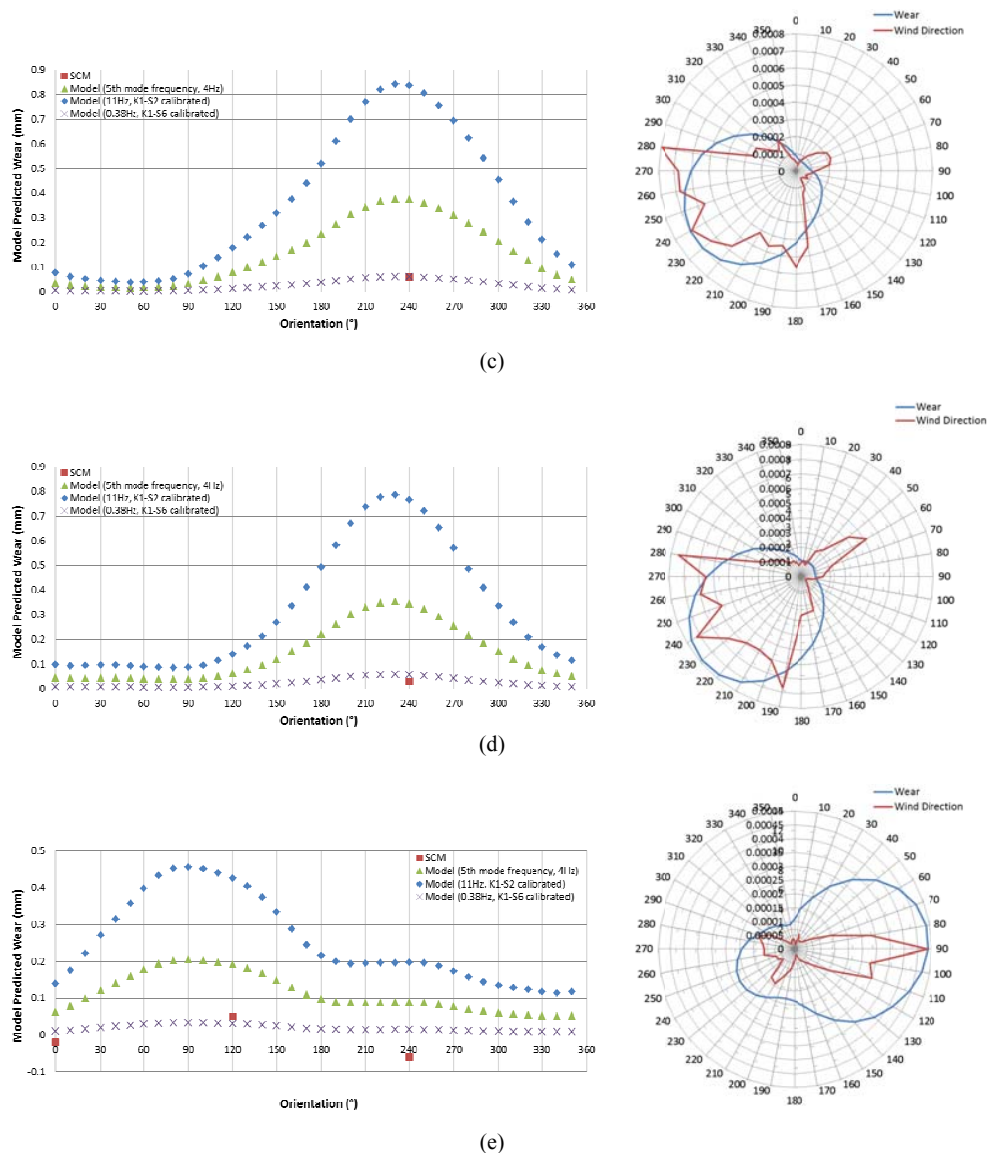 SCM
Model (5th mode frequency, 4Hz)
Model (11Hz, K1-S2 calibrated)
Model (0.38Hz, K1-S6 calibrated)
Model Predicted Wear (mm)
0.9
0.8
0.7
0.6
0.5
0.4
0.3
0.2
0.1
0
0 30 60 90 120 150 180 210 240 270 300 330 360
Orientation (°)
Wear
Wind Direction
0 10 20 30 40 50 60 70 80 90 100 110 120 130 140 150 160 170 180 190 200 210 220 230 240 250 260 270 280 290 300 310 320 330 340 350
0.0008
0.0007
0.0006
0.0005
0.0004
0.0003
0.0002
0.0001
0
(c)
SCM
Model (5th mode frequency, 4Hz)
Model (11Hz, K1-S2 calibrated)
Model (0.38Hz, K1-S6 calibrated)
Model Predicted Wear (mm)
0.9
0.8
0.7
0.6
0.5
0.4
0.3
0.2
0.1
0
0 30 60 90 120 150 180 210 240 270 300 330 360
Orientation (°)
Wear
Wind Direction
0 10 20 30 40 50 60 70 80 90 100 110 120 130 140 150 160 170 180 190 200 210 220 230 240 250 260 270 280 290 300 310 320 330 340 350
0.0001
0
(d)
SCM
Model (5th mode frequency, 4Hz)
Model (11Hz, K1-S2 calibrated)
Model (0.38Hz, K1-S6 calibrated)
Model Predicted Wear (mm)
0.5
0.4
0.3
0.2
0.1
0
-0.1
0 30 60 90 120 150 180 210 240 270 300 330 360
Orientation (°)
Wear
Wind Direction
0 10 20 30 40 50 60 70 80 90 100 110 120 130 140 150 160 170 180 190 200 210 220 230 240 250 260 270 280 290 300 310 320 330 340 350
0.00045
0.00025
0.00015
0.00005
0
(e)